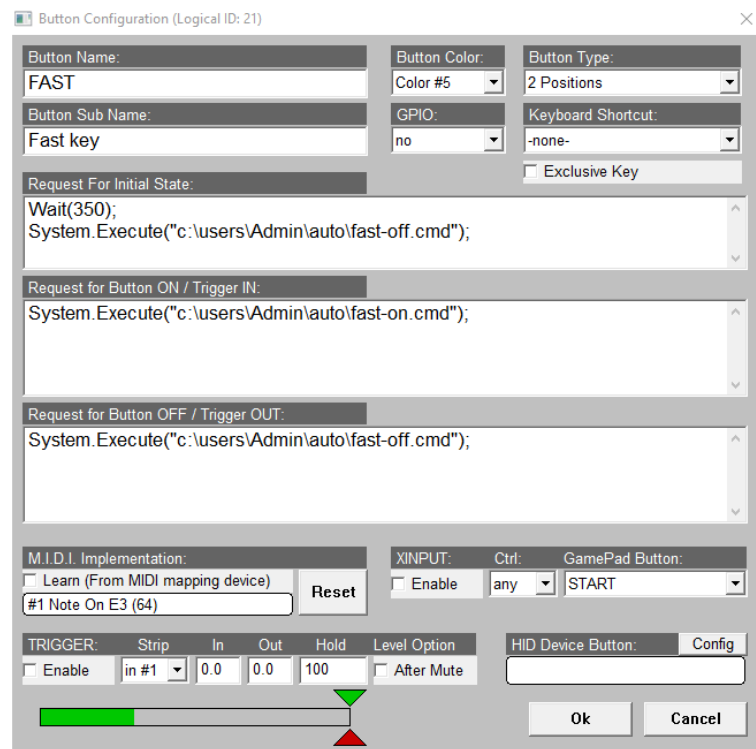 Button Configuration (Logical ID: 21)
Button Name:
FAST
Button Color:
Color #5
Button Type:
2 Positions
Button Sub Name:
Fast key
GPIO:
no
Keyboard Shortcut:
-none-
Exclusive Key
Request For Initial State:
Wait(350);
System.Execute("c:\users\Admin\auto\fast-off.cmd");
Request for Button ON / Trigger IN:
System.Execute("c:\users\Admin\auto\fast-on.cmd");
Request for Button OFF / Trigger OUT:
System.Execute("c:\users\Admin\auto\fast-off.cmd");
M.I.D.I. Implementation:
Learn (From MIDI mapping device)
#1 Note On E3 (64)
Reset
XINPUT: Ctrl: GamePad Button:
Enable any START
TRIGGER: Strip In Out Hold Level Option
Enable in #1 0.0 0.0 100 After Mute
HID Device Button: Config
Ok Cancel